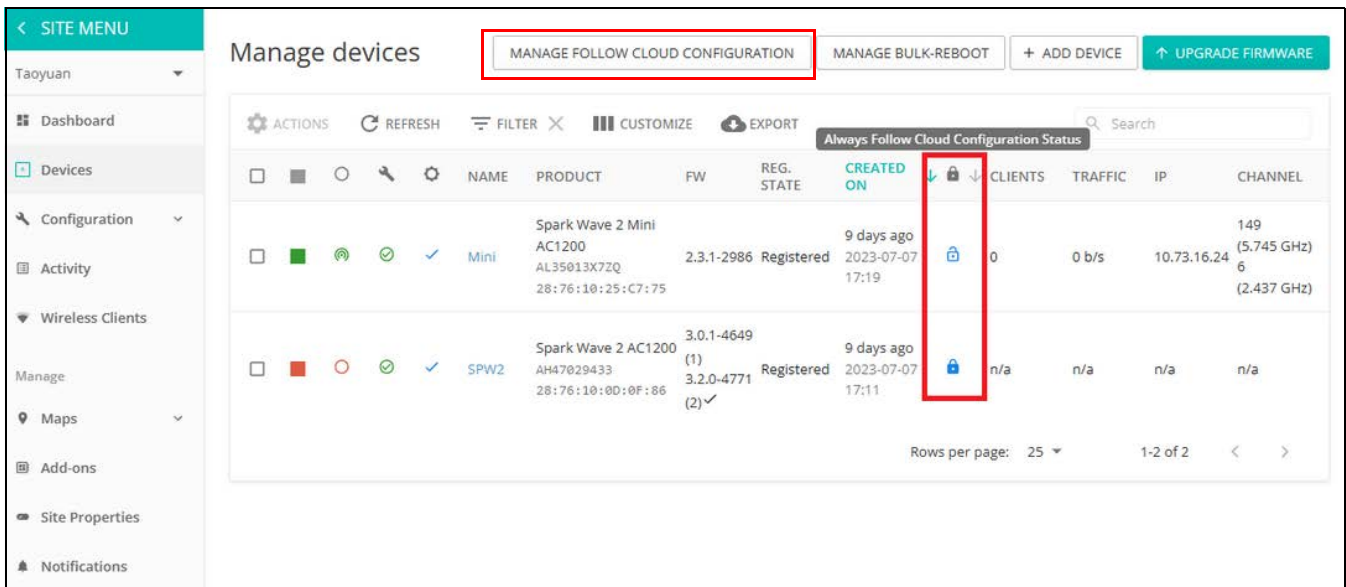 SITE MENU
Taoyuan
Dashboard
Devices
Configuration
Activity
Wireless Clients
Manage
Maps
Add-ons
Site Properties
Notifications
Manage devices
MANAGE FOLLOW CLOUD CONFIGURATION
MANAGE BULK-REBOOT
+ ADD DEVICE
UPGRADE FIRMWARE
ACTIONS
REFRESH
FILTER
CUSTOMIZE
EXPORT
Search
Always Follow Cloud Configuration Status
NAME
PRODUCT
FW
REG.
STATE
CREATED
ON
CLIENTS
TRAFFIC
IP
CHANNEL
Mini
Spark Wave 2 Mini
AC1200
AL35013X7ZQ
28:76:10:25:C7:75
2.3.1-2986
Registered
9 days ago
2023-07-07
17:19
0
0 b/s
10.73.16.24
149
(5.745 GHz)
6
(2.437 GHz)
SPW2
Spark Wave 2 AC1200
AH47029433
28:76:10:0D:0F:86
3.0.1-4649
(1)
3.2.0-4771
(2)
Registered
9 days ago
2023-07-07
17:11
n/a
n/a
n/a
n/a
Rows per page: 25
1-2 of 2